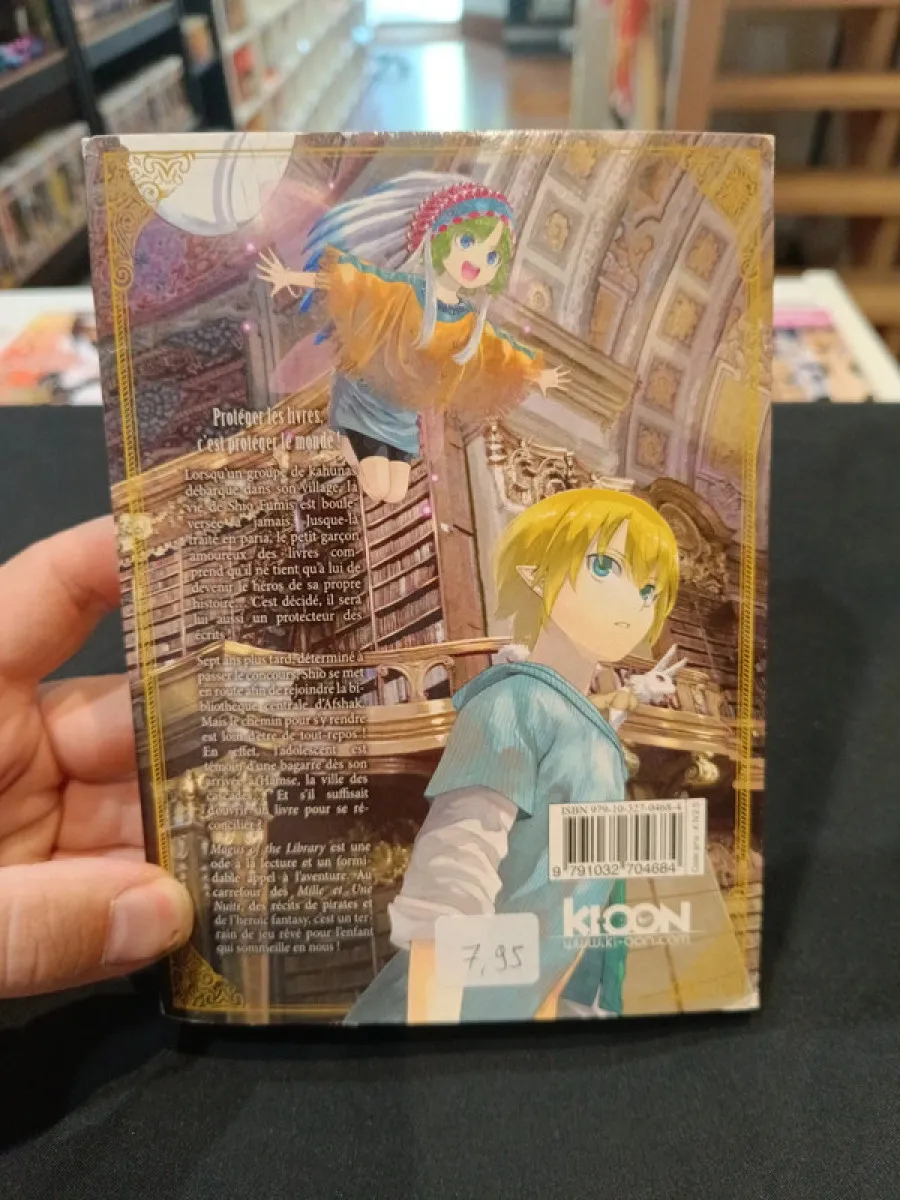 Protéger les livres,
c'est protéger le monde !
Lorsqu'un groupe de kahunas
débarque dans son village, la
vie de Shio Fumis est boule-
versée à jamais. Jusque-là
traité en paria, le petit garçon
amoureux des livres com-
prend qu'il ne tient qu'à lui de
devenir le héros de sa propre
histoire... C'est décidé, il sera
lui aussi un protecteur des
écrits !
Sept ans plus tard, déterminé à
passer le concours, Shio se met
en route afin de rejoindre la bi-
bliothèque centrale d'Afshak.
Mais le chemin pour s'y rendre
est loin d'être de tout repos !
En effet, l'adolescent est
témoin d'une bagarre dès son
arrivée à Hamse, la ville des
Et s'il suffisait
d'ouvrir un livre pour se ré-
concilier ?
Magus of the Library est une
ode à la lecture et un formi-
dable appel à l'aventure. Au
carrefour des Mille et Une
Nuits, des récits de pirates et
de l'heroic fantasy, c'est un ter-
rain de jeu rêvé pour l'enfant
qui sommeille en nous !
ISBN 979-10-327-0468-4
9 791032 704684
KI-OON
www.ki-oon.com
7,95